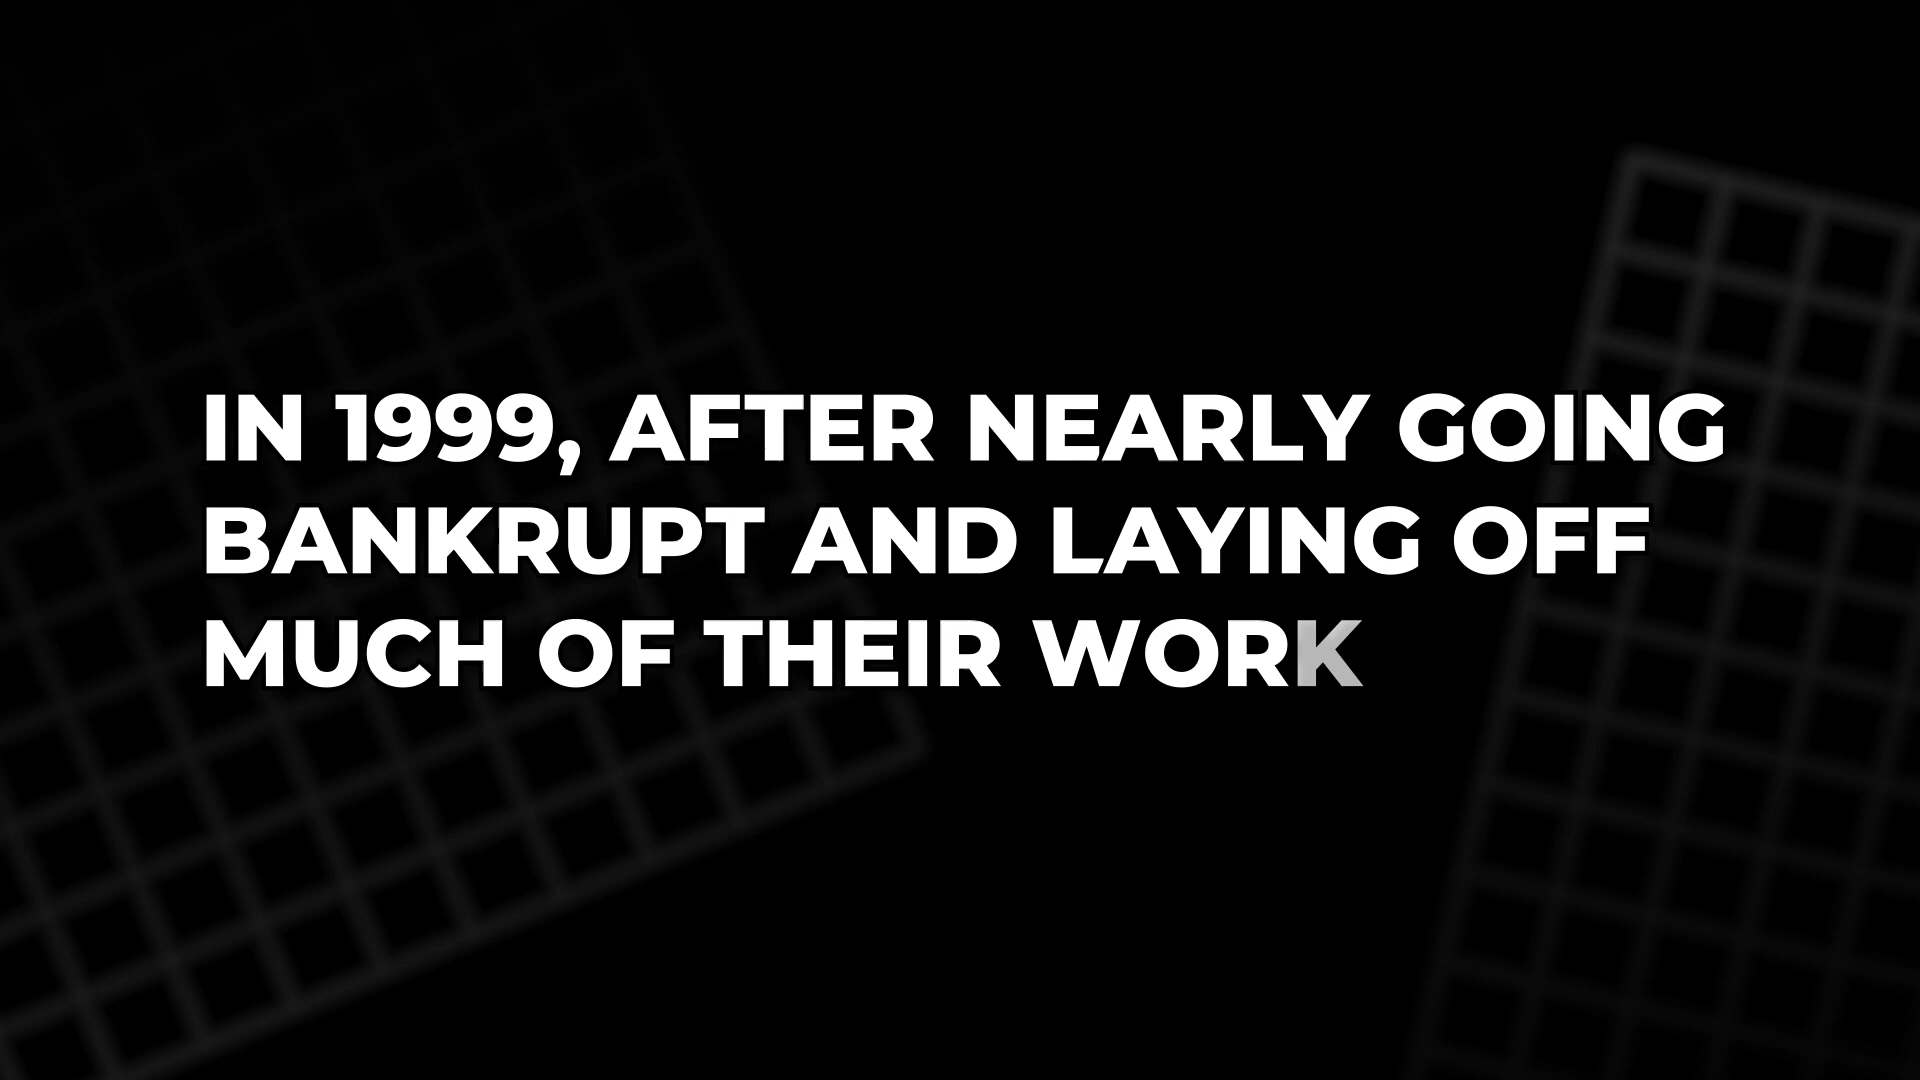 IN 1999, AFTER NEARLY GOING
BANKRUPT AND LAYING OFF
MUCH OF THEIR WORK